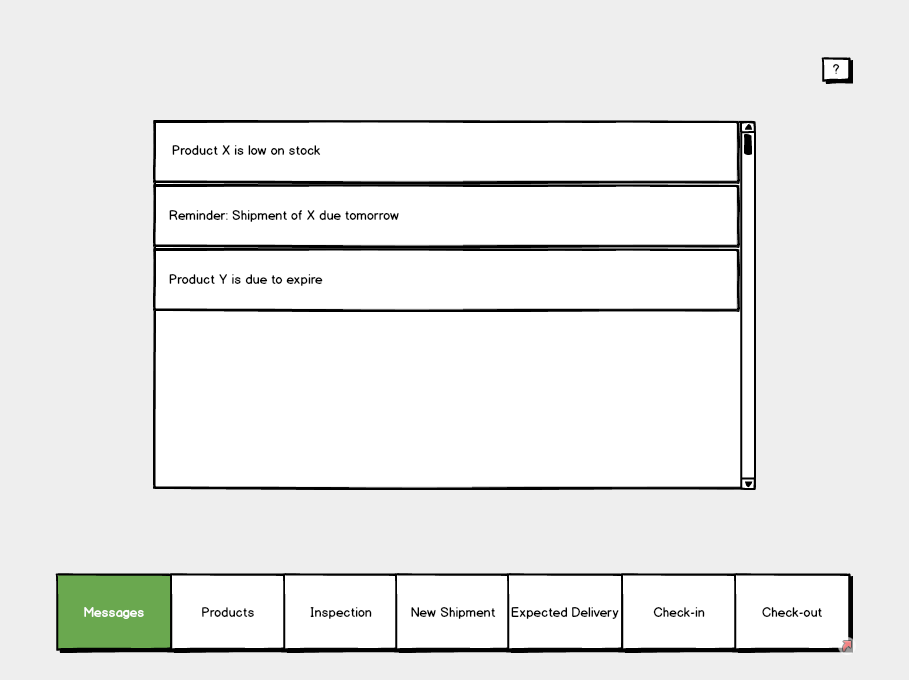 ?
Product X is low on stock
Reminder: Shipment of X due tomorrow
Product Y is due to expire
Messages
Products
Inspection
New Shipment
Expected Delivery
Check-in
Check-out